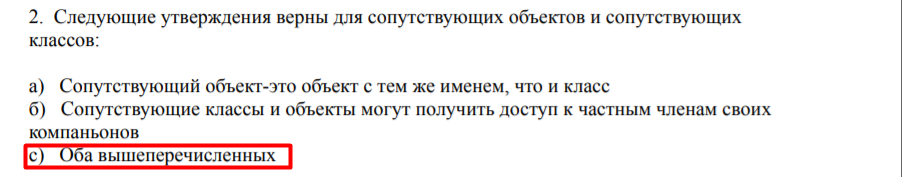 2. Следующие утверждения верны для сопутствующих объектов и сопутствующих
классов:
а) Сопутствующий объект-это объект с тем же именем, что и класс
б) Сопутствующие классы и объекты могут получить доступ к частным членам своих
компаньонов
с) Оба вышеперечисленных